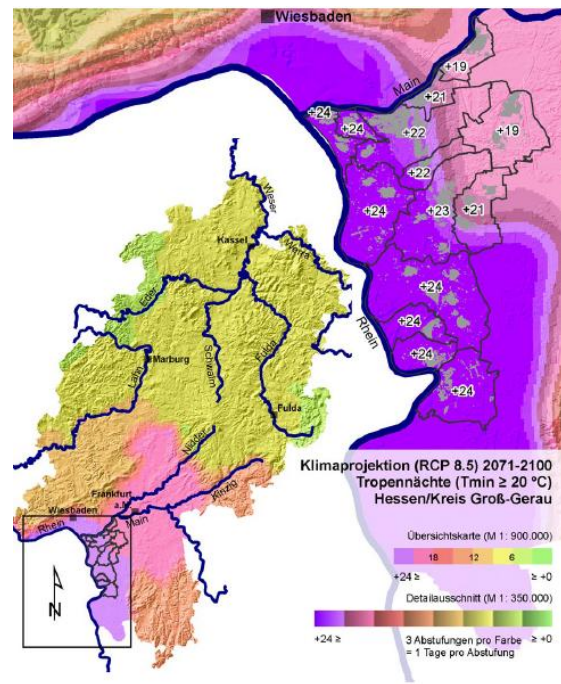 Wiesbaden
Main
+19
+21
+24
+24
+22
+19
+22
+24
+23
+21
+24
+24
+24
+24
Rhein
Weser
Kassel
Werra
Eder
Schwalm
Fulda
Marburg
Lahn
Fulda
Nidder
Kinzig
Frankfurt
a.M.
Wiesbaden
Main
Rhein
N
Klimaprojektion (RCP 8.5) 2071-2100
Tropennächte (Tmin ≥ 20 °C)
Hessen/Kreis Groß-Gerau
Übersichtskarte (M 1: 900.000)
18 12 6
+24 ≥ ≥ +0
Detailausschnitt (M 1: 350.000)
+24 ≥ 3 Abstufungen pro Farbe ≥ +0
= 1 Tage pro Abstufung